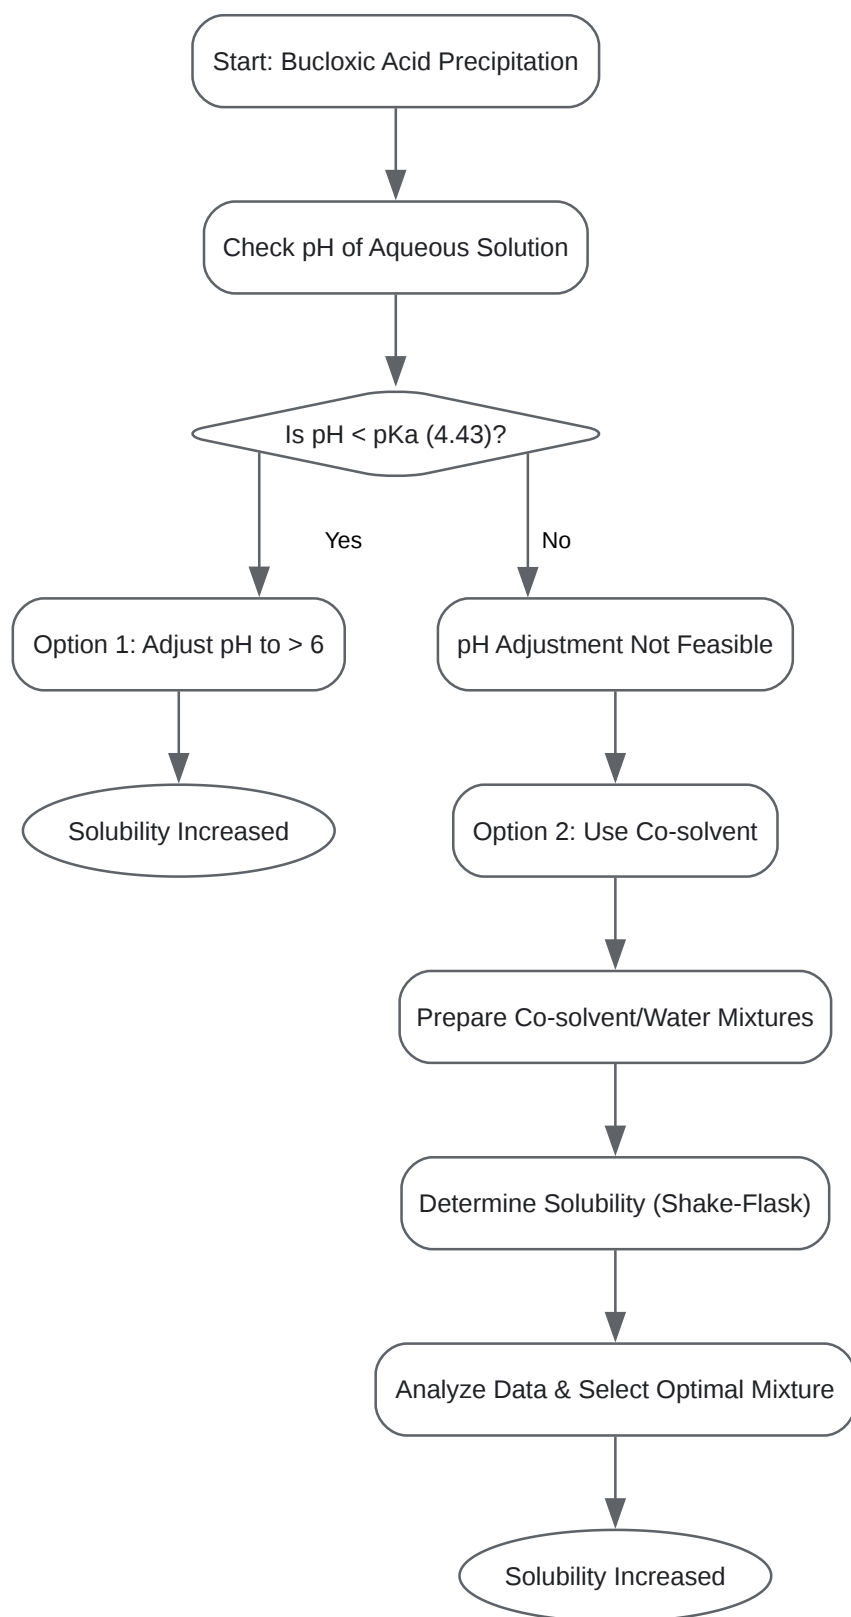 Start: Bucloxic Acid Precipitation
Check pH of Aqueous Solution
Is pH < pKa (4.43)?
Yes
No
Option 1: Adjust pH to > 6
pH Adjustment Not Feasible
Solubility Increased
Option 2: Use Co-solvent
Prepare Co-solvent/Water Mixtures
Determine Solubility (Shake-Flask)
Analyze Data & Select Optimal Mixture
Solubility Increased